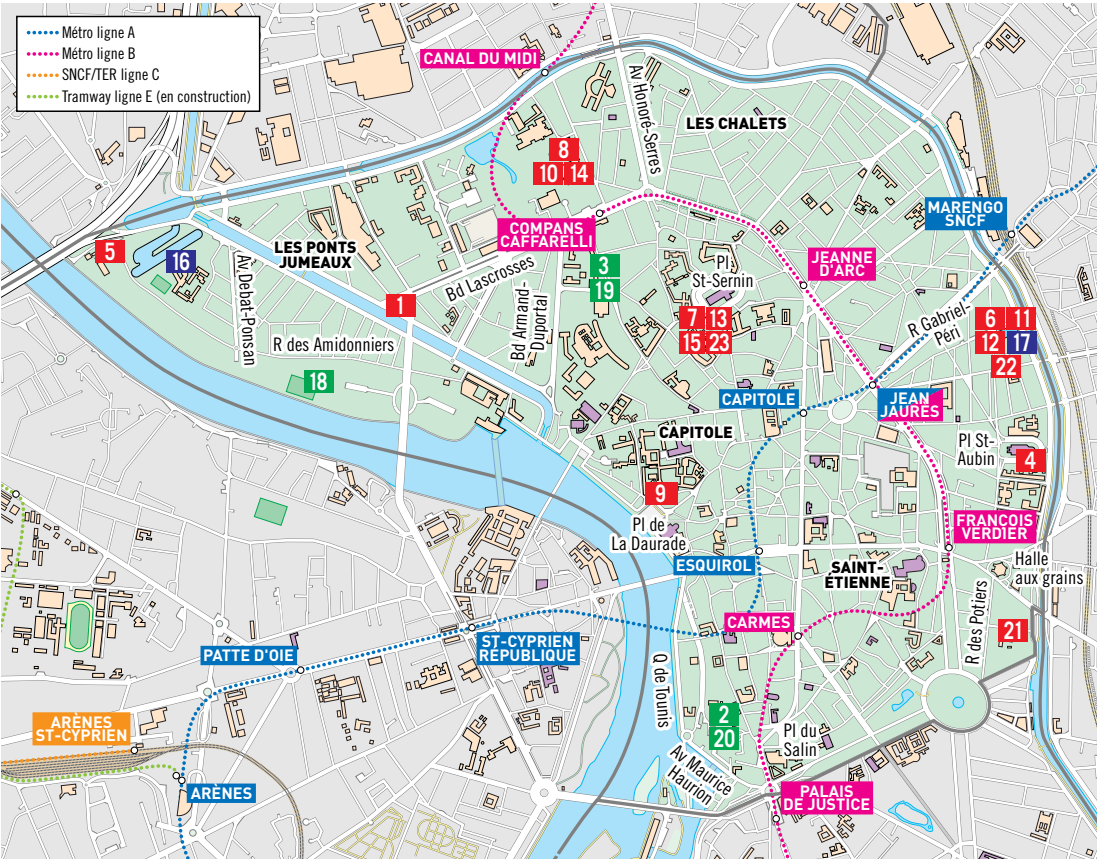 Métro ligne A
Métro ligne B
SNCF/TER ligne C
Tramway ligne E (en construction)
CANAL DU MIDI
Av Honoré-Serres
LES CHALETS
8
10 14
MARENGO
SNCF
COMPANS
CAFFARELLI
5
16
LES PONTS
JUMEAUX
Av Debat-Ponsan
Bd Lascrosses
3
19
Pl
St-Sernin
JEANNE
D'ARC
1
Bd Armand-
Duportal
R des Amidonniers
7 13
15 23
R Gabriel-
Péri
6 11
12 17
22
18
CAPITOLE
JEAN
JAURES
CAPITOLE
Pl St-
Aubin
4
9
Pl de
La Daurade
FRANCOIS
VERDIER
ESQUIROL
SAINT-
ÉTIENNE
Halle
aux grains
CARMES
R des Potiers
21
PATTE D'OIE
ST-CYPRIEN
RÉPUBLIQUE
Q de Tounis
ARÈNES
ST-CYPRIEN
2
20
Pl du
Salin
Av Maurice
Haurion
ARÈNES
PALAIS
DE JUSTICE